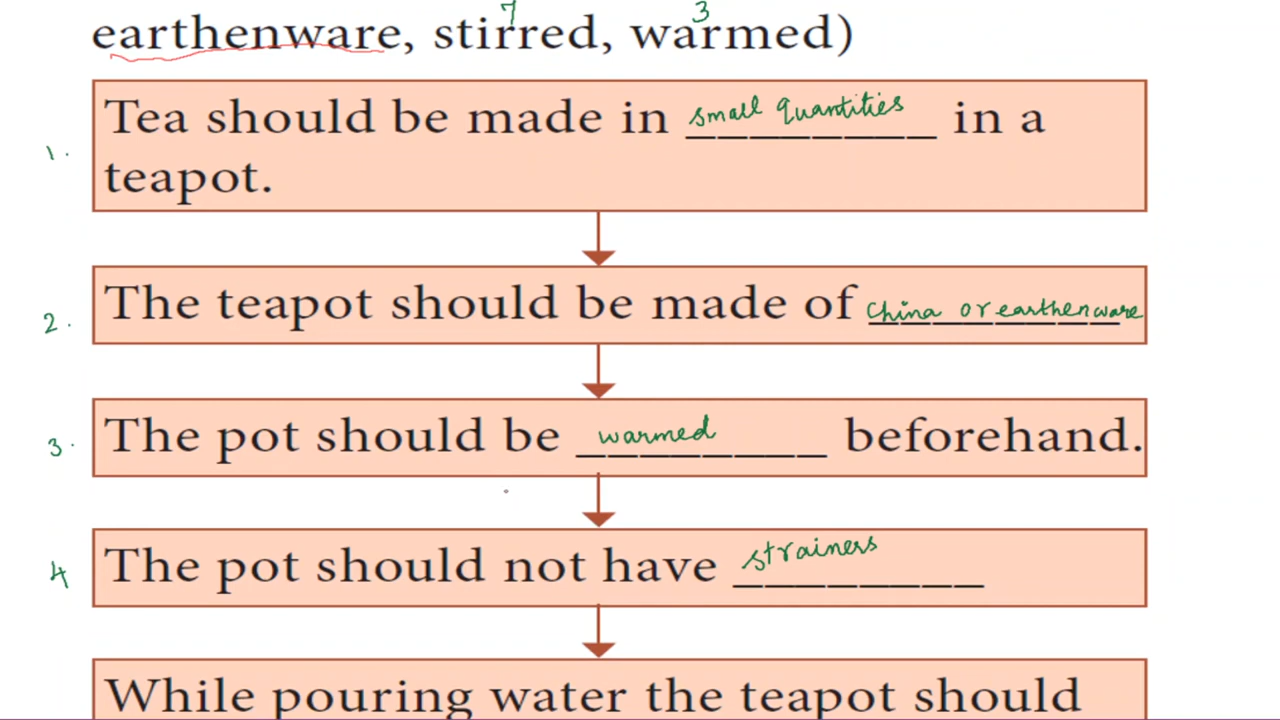 7 3
earthenware, stirred, warmed)
1. Tea should be made in small quantities in a
teapot.
2. The teapot should be made of china or earthenware
3. The pot should be warmed beforehand.
4 The pot should not have strainers
While pouring water the teapot should